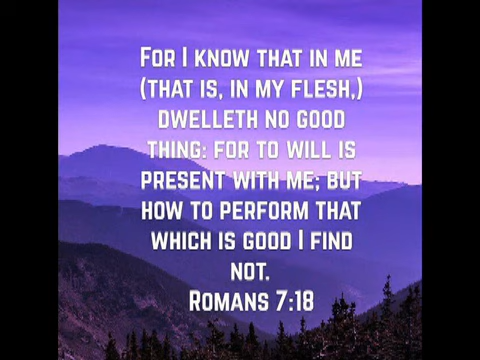 For I know that in me
(that is, in my flesh,)
dwelleth no good
thing: for to will is
present with me; but
how to perform that
which is good I find
not.
Romans 7:18